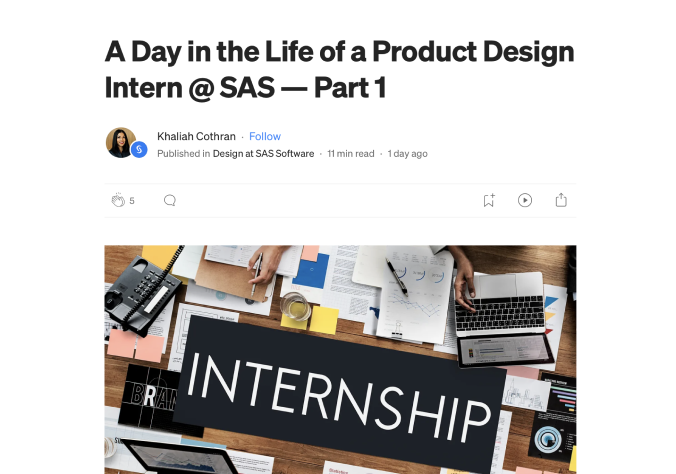 A Day in the Life of a Product Design
Intern @ SAS — Part 1
Khaliah Cothran · Follow
Published in Design at SAS Software · 11 min read · 1 day ago
5
INTERNSHIP
BRAN